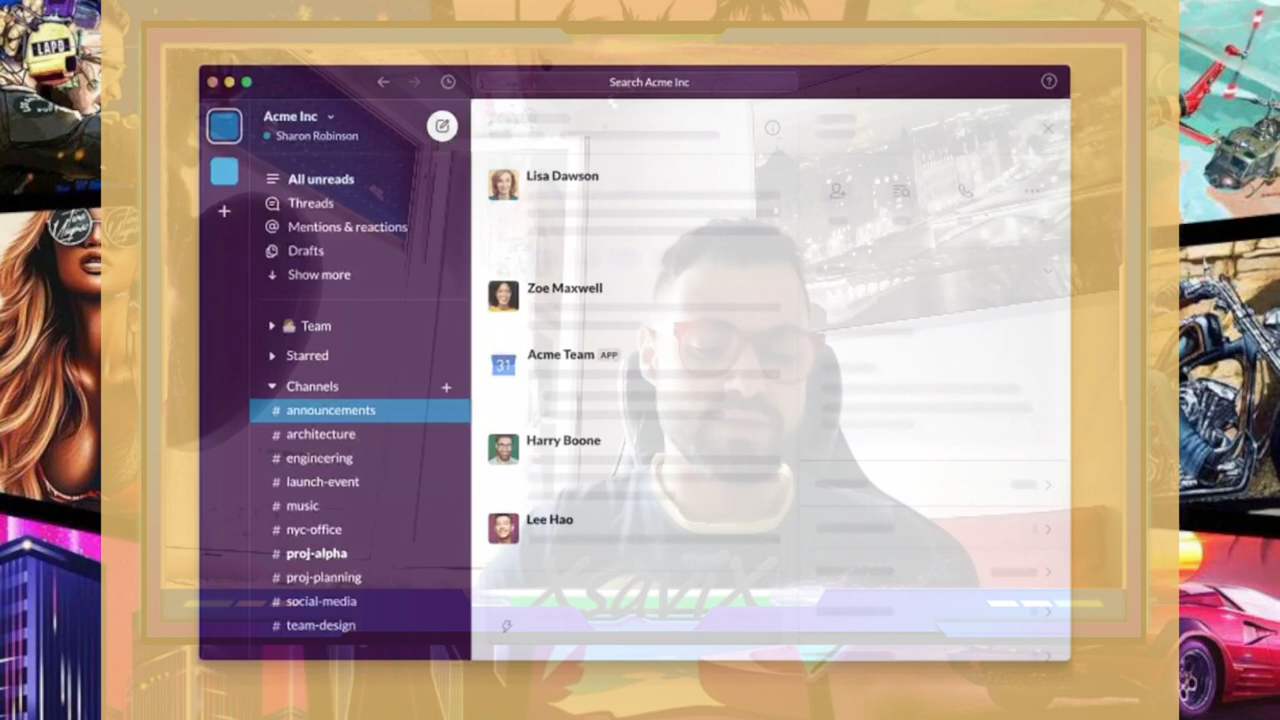 LAPD
Search Acme Inc
Acme Inc
Sharon Robinson
All unreads
Threads
Mentions & reactions
Drafts
Show more
Team
Starred
Channels
# announcements
# architecture
# engineering
# launch-event
# music
# nyc-office
# proj-alpha
# proj-planning
# social-media
# team-design
Lisa Dawson
Zoe Maxwell
31
Acme Team APP
Harry Boone
Lee Hao
XsaviX